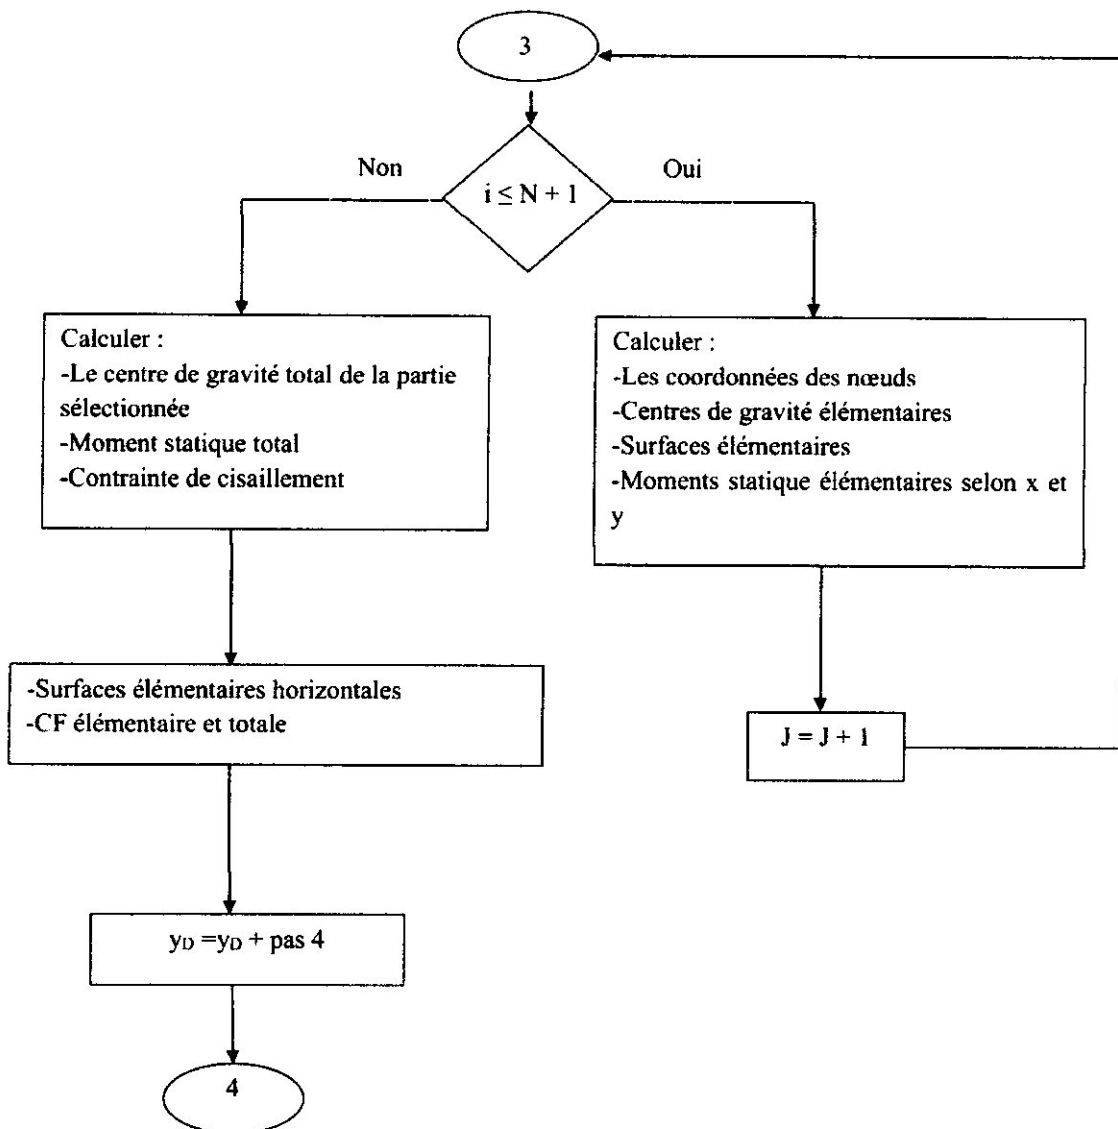 3
Non
Oui
i ≤ N + 1
Calculer :
-Le centre de gravité total de la partie
sélectionnée
-Moment statique total
-Contrainte de cisaillement
Calculer :
-Les coordonnées des nœuds
-Centres de gravité élémentaires
-Surfaces élémentaires
-Moments statique élémentaires selon x et
y
-Surfaces élémentaires horizontales
-CF élémentaire et totale
J = J + 1
yD =yD + pas 4
4